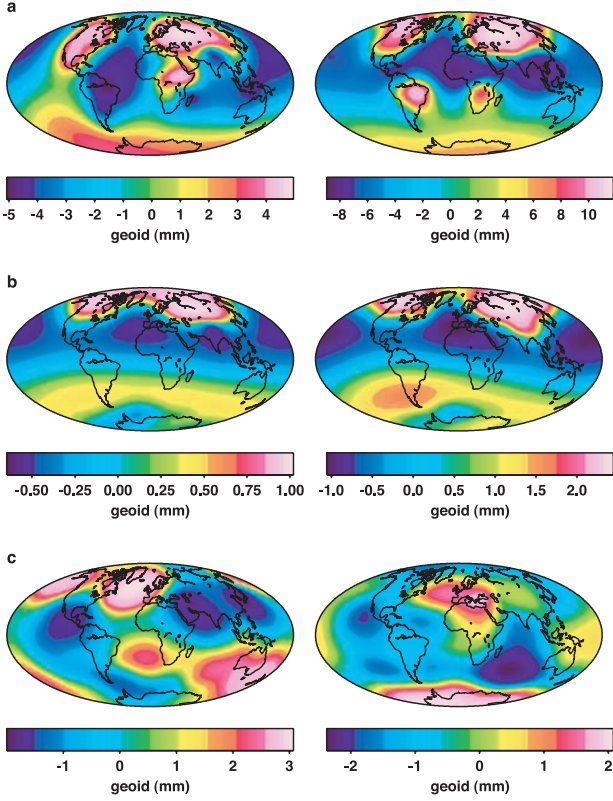 a
-5 -4 -3 -2 -1 0 1 2 3 4
geoid (mm)
-8 -6 -4 -2 0 2 4 6 8 10
geoid (mm)
b
-0.50 -0.25 0.00 0.25 0.50 0.75 1.00
geoid (mm)
-1.0 -0.5 0.0 0.5 1.0 1.5 2.0
geoid (mm)
c
-1 0 1 2 3
geoid (mm)
-2 -1 0 1 2
geoid (mm)